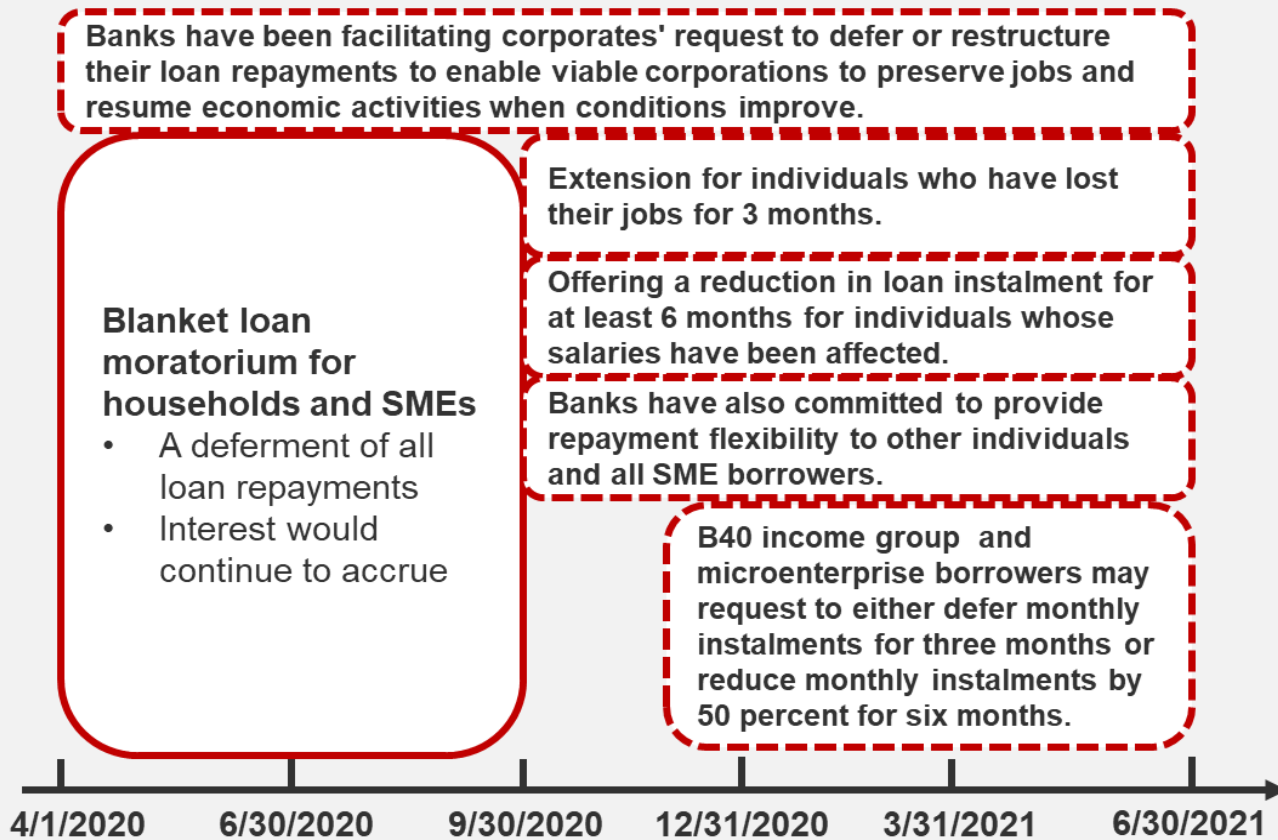 Banks have been facilitating corporates' request to defer or restructure
their loan repayments to enable viable corporations to preserve jobs and
resume economic activities when conditions improve.
Blanket loan
moratorium for
households and SMEs
• A deferment of all
loan repayments
• Interest would
continue to accrue
Extension for individuals who have lost
their jobs for 3 months.
Offering a reduction in loan instalment for
at least 6 months for individuals whose
salaries have been affected.
Banks have also committed to provide
repayment flexibility to other individuals
and all SME borrowers.
B40 income group and
microenterprise borrowers may
request to either defer monthly
instalments for three months or
reduce monthly instalments by
50 percent for six months.
4/1/2020 6/30/2020 9/30/2020 12/31/2020 3/31/2021 6/30/2021